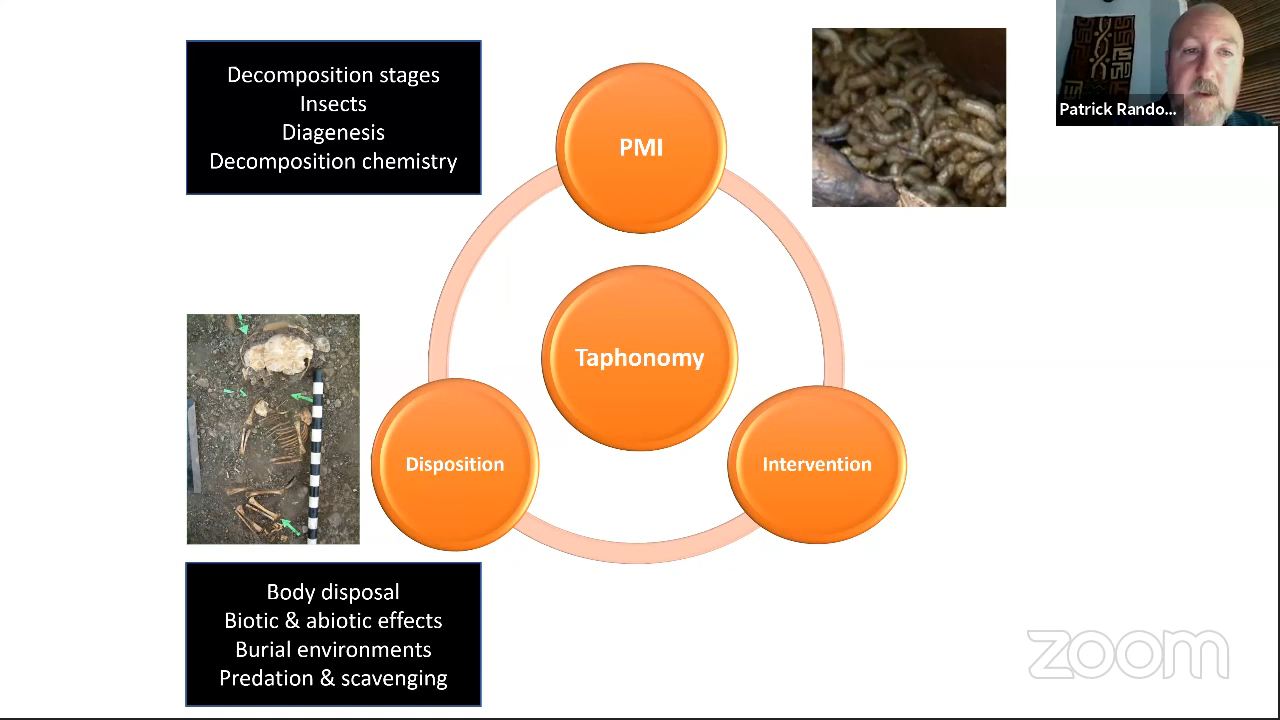 Decomposition stages
Insects
Diagenesis
Decomposition chemistry
PMI
Patrick Rando...
Taphonomy
Disposition
Intervention
Body disposal
Biotic & abiotic effects
Burial environments
Predation & scavenging
zoom